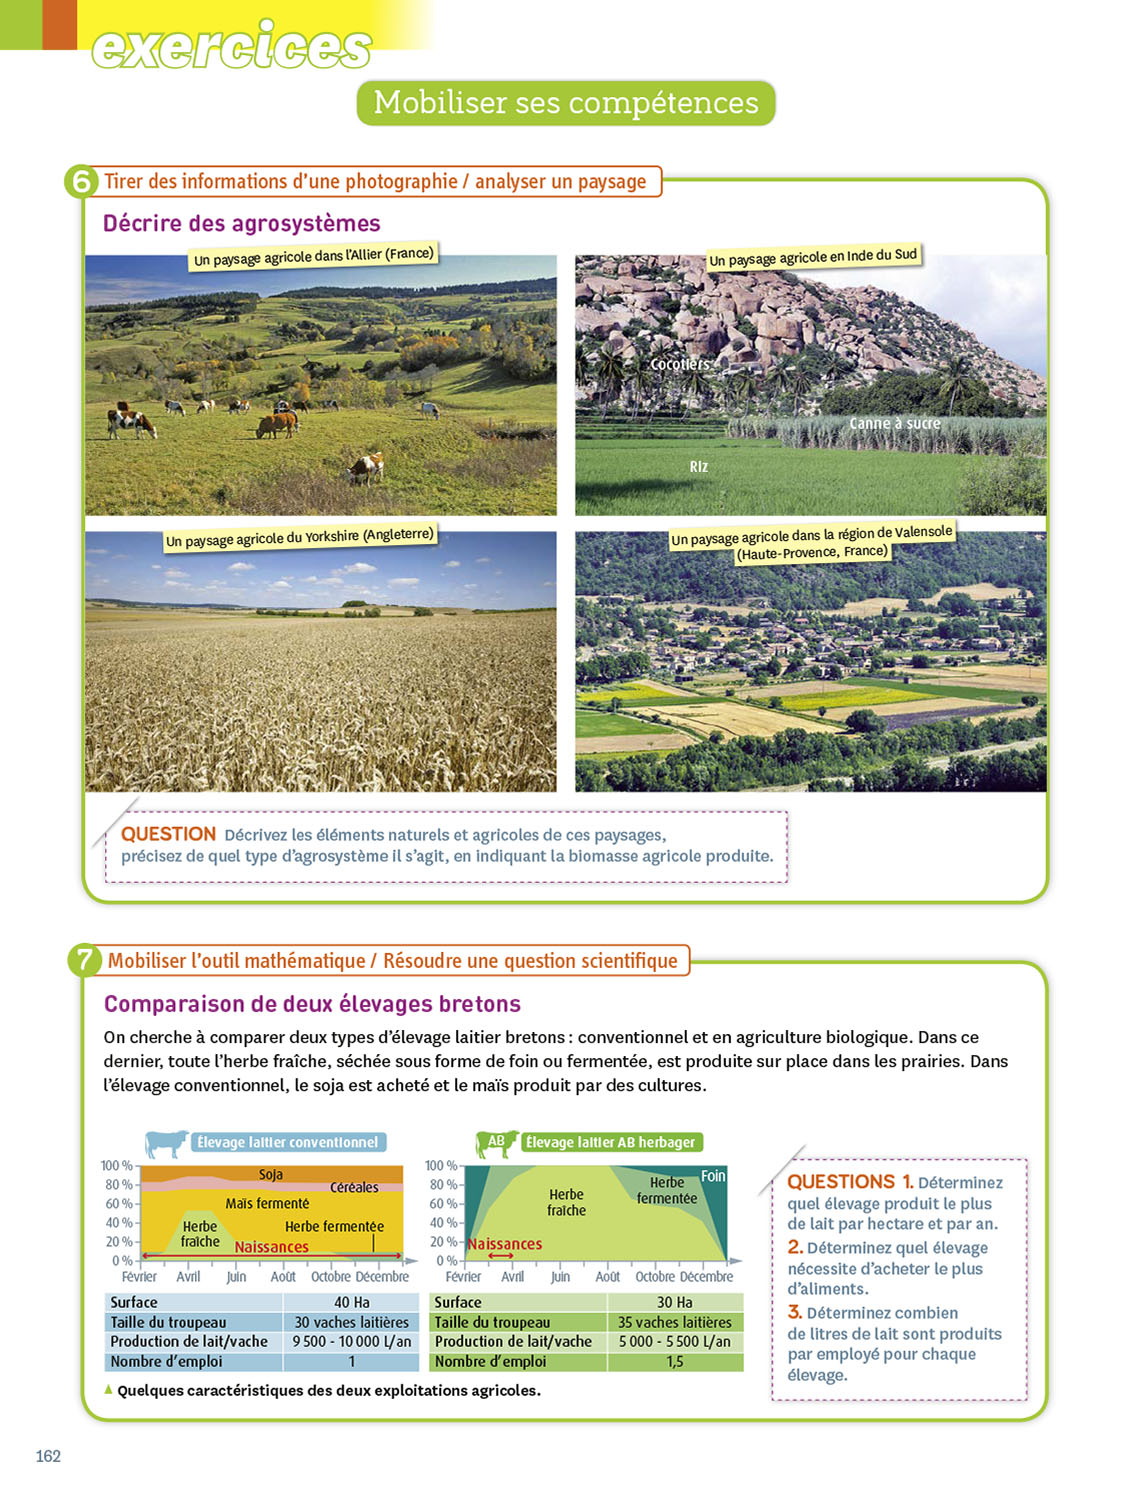 exercices
Mobiliser ses compétences
6 Tirer des informations d'une photographie / analyser un paysage
Décrire des agrosystèmes
Un paysage agricole dans l'Allier (France)
Un paysage agricole en Inde du Sud
Cocotiers
Canne à sucre
RIz
Un paysage agricole du Yorkshire (Angleterre)
Un paysage agricole dans la région de Valensole
(Haute-Provence, France)
QUESTION Décrivez les éléments naturels et agricoles de ces paysages,
précisez de quel type d'agrosystème il s'agit, en indiquant la biomasse agricole produite.
7 Mobiliser l'outil mathématique / Résoudre une question scientifique
Comparaison de deux élevages bretons
On cherche à comparer deux types d'élevage laitier bretons : conventionnel et en agriculture biologique. Dans ce
dernier, toute l'herbe fraîche, séchée sous forme de foin ou fermentée, est produite sur place dans les prairies. Dans
l'élevage conventionnel, le soja est acheté et le maïs produit par des cultures.
Élevage laitier conventionnel
100 %
80 %
60 %
40 %
20 %
0 %
Soja
Céréales
Maïs fermenté
Herbe
fraîche
Herbe fermentée
Naissances
Février Avril Juin Août Octobre Décembre
Surface 40 Ha
Taille du troupeau 30 vaches laitières
Production de lait/vache 9 500 - 10 000 L/an
Nombre d'emploi 1
AB Élevage laitier AB herbager
100 %
80 %
60 %
40 %
20 %
0 %
Foin
Herbe
fermentée
Herbe
fraîche
Naissances
Février Avril Juin Août Octobre Décembre
Surface 30 Ha
Taille du troupeau 35 vaches laitières
Production de lait/vache 5 000 - 5 500 L/an
Nombre d'emploi 1,5
Quelques caractéristiques des deux exploitations agricoles.
QUESTIONS 1. Déterminez
quel élevage produit le plus
de lait par hectare et par an.
2. Déterminez quel élevage
nécessite d'acheter le plus
d'aliments.
3. Déterminez combien
de litres de lait sont produits
par employé pour chaque
élevage.
162